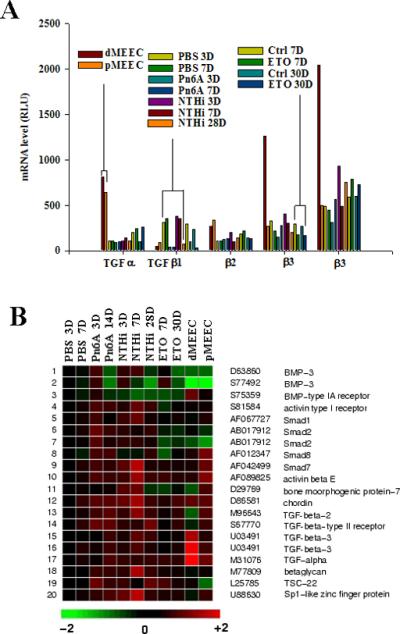 A
mRNA level (RLU)
2500
2000
1500
1000
500
0
dMEEC
pMEEC
PBS 3D
PBS 7D
Pn6A 3D
Pn6A 7D
NTHi 3D
NTHi 7D
NTHi 28D
Ctrl 7D
ETO 7D
Ctrl 30D
ETO 30D
TGF α
TGF β1
β2
β3
β3
B
PBS 3D
PBS 7D
Pn6A 3D
Pn6A 14D
NTHi 3D
NTHi 7D
NTHi 28D
ETO 7D
ETO 30D
dMEEC
pMEEC
1 D63860 BMP-3
2 S77492 BMP-3
3 S75359 BMP-type IA receptor
4 S81584 activin type I receptor
5 AF067727 Smad1
6 AB017912 Smad2
7 AB017912 Smad2
8 AF012347 Smad8
9 AF042499 Smad7
10 AF089825 activin beta E
11 D29769 bone moorphogenic protein-7
12 D86581 chordin
13 M96643 TGF-beta-2
14 S67770 TGF-beta-type II receptor
15 U03491 TGF-beta-3
16 U03491 TGF-beta-3
17 M31076 TGF-alpha
18 M77809 betaglycan
19 L25785 TSC-22
20 U88630 Sp1-like zinc finger protein
−2 0 +2